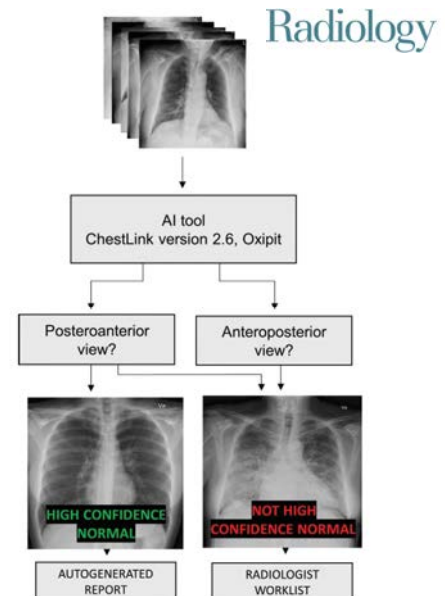 Radiology
AI tool
ChestLink version 2.6, Oxipit
Posteroanterior
view?
Anteroposterior
view?
HIGH CONFIDENCE
NORMAL
NOT HIGH
CONFIDENCE NORMAL
AUTOGENERATED
REPORT
RADIOLOGIST
WORKLIST